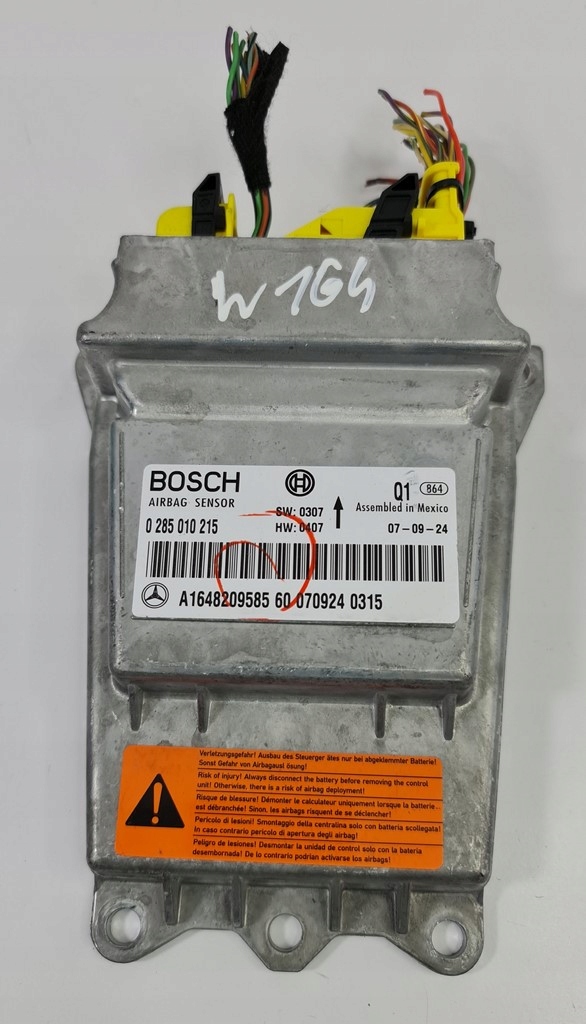 W164
BOSCH
AIRBAG SENSOR
0 285 010 215
SW: 0307
HW: 0407
Q1 864
Assembled in Mexico
07-09-24
A1648209585 60 070924 0315
Verletzungsgefahr! Ausbau des Steuerger ätes nur bei abgeklemmter Batterie!
Sonst Gefahr von Airbagausl ösung!
Risk of injury! Always disconnect the battery before removing the control
unit! Otherwise, there is a risk of airbag deployment!
Risque de blessure! Démonter le calculateur uniquement lorsque la batterie
est débranchée! Sinon, les airbags risquent de se déclencher!
Pericolo di lesioni! Smontaggio della centralina solo con batteria scollegata!
In caso contrario pericolo di apertura degli airbag!
Peligro de lesiones! Desmontar la unidad de control solo con la batería
desembornada! De lo contrario podrían activarse los airbags!